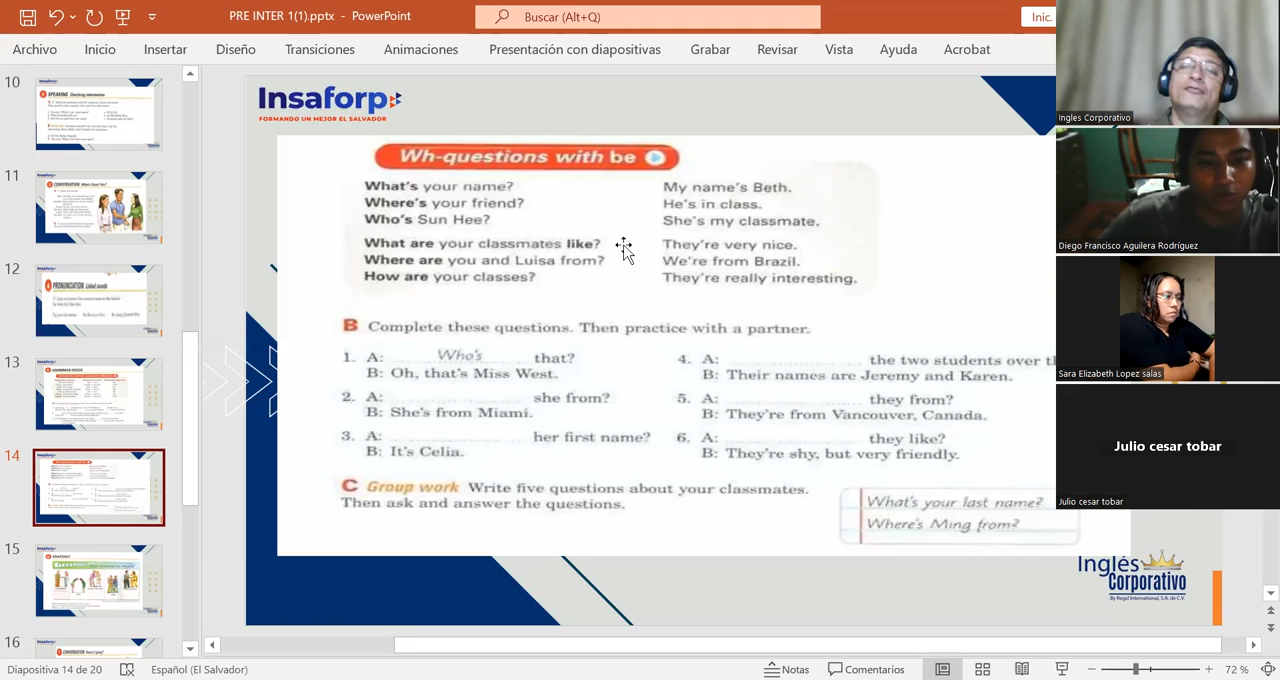 PRE INTER 1(1).pptx - PowerPoint
Buscar (Alt+Q)
Inic.
Archivo Inicio Insertar Diseño Transiciones Animaciones Presentación con diapositivas Grabar Revisar Vista Ayuda Acrobat
10
SPEAKING Checking information
11
CONVERSATION
12
PRONUNCIATION Linked sounds
13
14
15
SNAPSHOT
16
CONVERSATION
Insaforp
FORMANDO UN MEJOR EL SALVADOR
Wh-questions with be
What's your name? My name's Beth.
Where's your friend? He's in class.
Who's Sun Hee? She's my classmate.
What are your classmates like? They're very nice.
Where are you and Luisa from? We're from Brazil.
How are your classes? They're really interesting.
B Complete these questions. Then practice with a partner.
1. A: Who's that?
B: Oh, that's Miss West.
2. A: she from?
B: She's from Miami.
3. A: her first name?
B: It's Celia.
4. A: the two students over
B: Their names are Jeremy and Karen.
5. A: they from?
B: They're from Vancouver, Canada.
6. A: they like?
B: They're shy, but very friendly.
C Group work Write five questions about your classmates.
Then ask and answer the questions.
What's your last name?
Where's Ming from?
Inglés
Corporativo
By Regal International, S.A. de C.V.
Ingles Corporativo
Diego Francisco Aguilera Rodríguez
Sara Elizabeth Lopez salas
Julio cesar tobar
Julio cesar tobar
Diapositiva 14 de 20 Español (El Salvador) Notas Comentarios 72 %